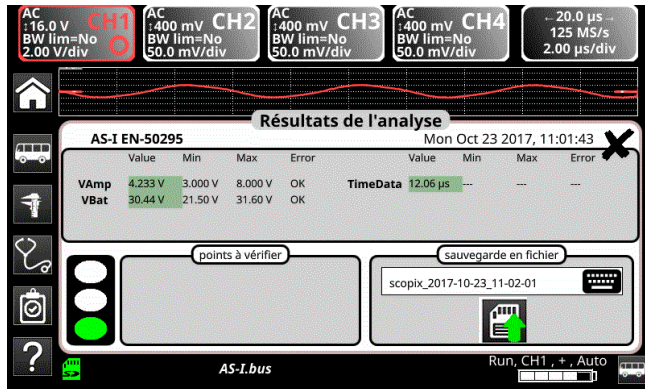 AC
↕16.0 V CH1
BW lim=No
2.00 V/div
AC
↕400 mV CH2
BW lim=No
50.0 mV/div
AC
↕400 mV CH3
BW lim=No
50.0 mV/div
AC
↕400 mV CH4
BW lim=No
50.0 mV/div
←20.0 µs→
125 MS/s
2.00 µs/div
Résultats de l'analyse
AS-I EN-50295 Mon Oct 23 2017, 11:01:43
Value Min Max Error Value Min Max Error
VAmp 4.233 V 3.000 V 8.000 V OK TimeData 12.06 µs --- --- ---
VBat 30.44 V 21.50 V 31.60 V OK
points à vérifier
sauvegarde en fichier
scopix_2017-10-23_11-02-01
?
AS-I.bus
Run, CH1 , + , Auto